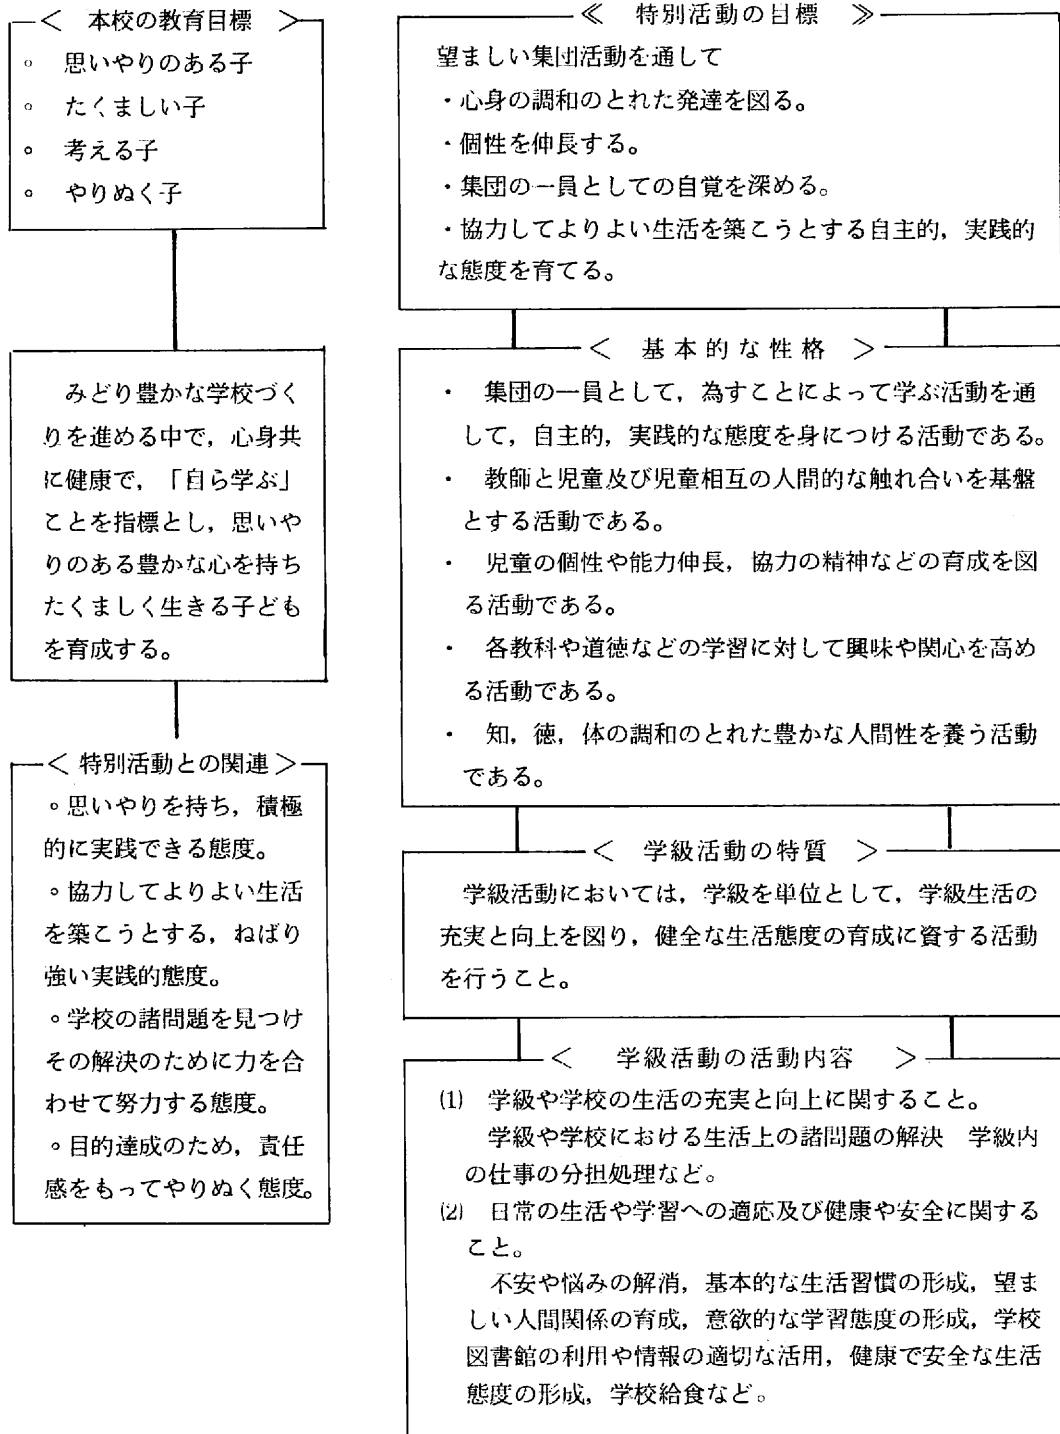 ＜ 本校の教育目標 ＞
○ 思いやりのある子
○ たくましい子
○ 考える子
○ やりぬく子
みどり豊かな学校づく
りを進める中で，心身共
に健康で，「自ら学ぶ」
ことを指標とし，思いや
りのある豊かな心を持ち
たくましく生きる子ども
を育成する。
＜ 特別活動との関連 ＞
○思いやりを持ち，積極
的に実践できる態度。
○協力してよりよい生活
を築こうとする，ねばり
強い実践的態度。
○学校の諸問題を見つけ
その解決のために力を合
わせて努力する態度。
○目的達成のため，責任
感をもってやりぬく態度。
≪ 特別活動の目標 ≫
望ましい集団活動を通して
・心身の調和のとれた発達を図る。
・個性を伸長する。
・集団の一員としての自覚を深める。
・協力してよりよい生活を築こうとする自主的，実践的
な態度を育てる。
＜ 基本的な性格 ＞
・ 集団の一員として，為すことによって学ぶ活動を通
して，自主的，実践的な態度を身につける活動である。
・ 教師と児童及び児童相互の人間的な触れ合いを基盤
とする活動である。
・ 児童の個性や能力伸長，協力の精神などの育成を図
る活動である。
・ 各教科や道徳などの学習に対して興味や関心を高め
る活動である。
・ 知，徳，体の調和のとれた豊かな人間性を養う活動
である。
＜ 学級活動の特質 ＞
学級活動においては，学級を単位として，学級生活の
充実と向上を図り，健全な生活態度の育成に資する活動
を行うこと。
＜ 学級活動の活動内容 ＞
(1) 学級や学校の生活の充実と向上に関すること。
学級や学校における生活上の諸問題の解決 学級内
の仕事の分担処理など。
(2) 日常の生活や学習への適応及び健康や安全に関する
こと。
不安や悩みの解消，基本的な生活習慣の形成，望ま
しい人間関係の育成，意欲的な学習態度の形成，学校
図書館の利用や情報の適切な活用，健康で安全な生活
態度の形成，学校給食など。